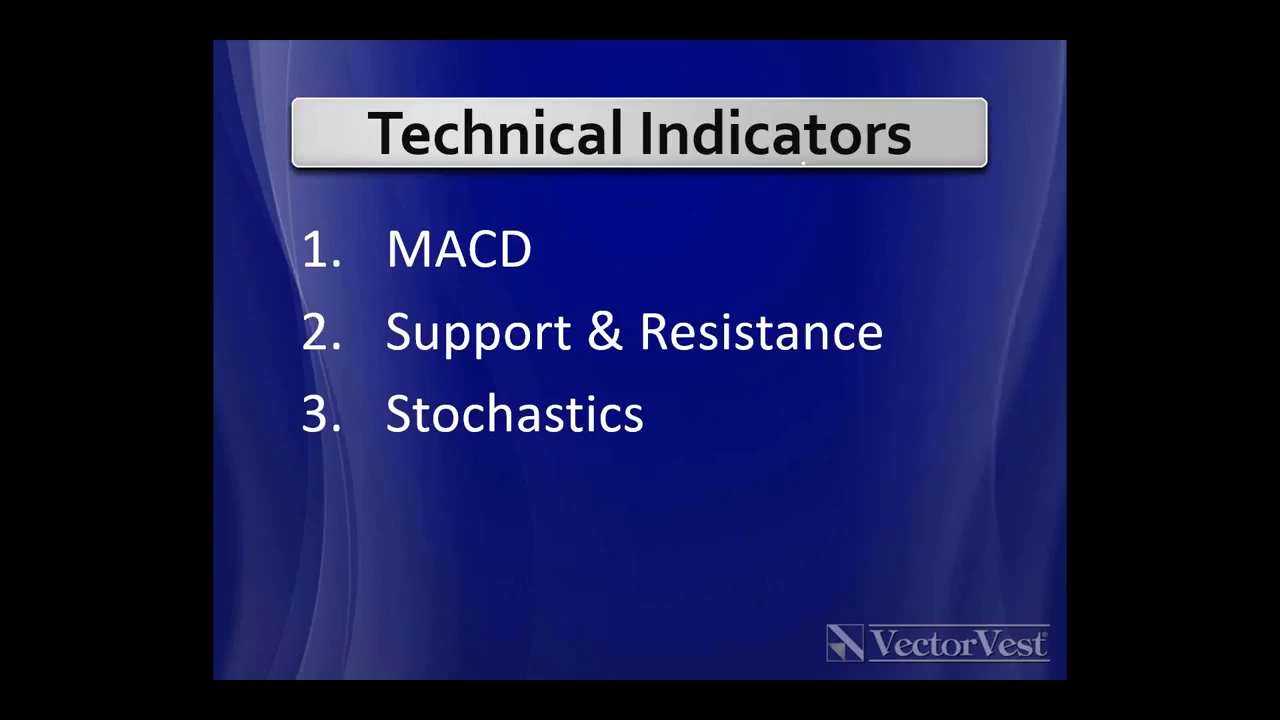 Technical Indicators
1. MACD
2. Support & Resistance
3. Stochastics
VectorVest®